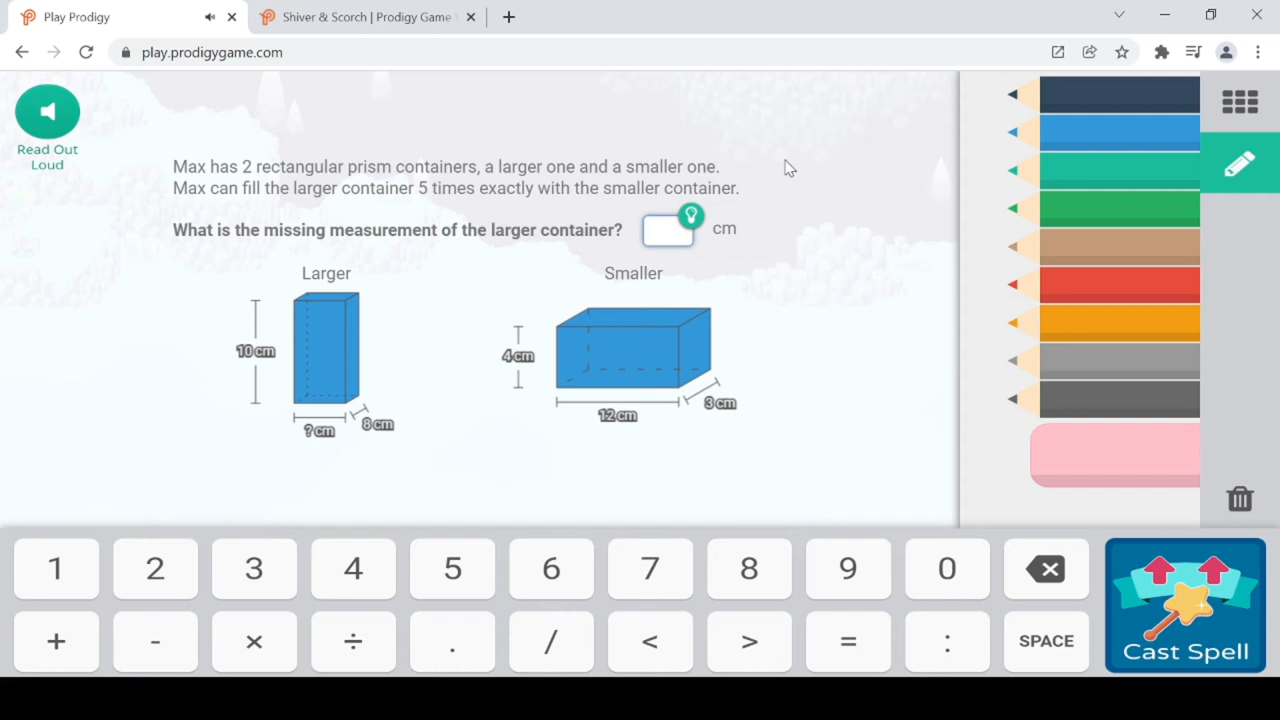 Play Prodigy
Shiver & Scorch | Prodigy Game
play.prodigygame.com
Read Out
Loud
Max has 2 rectangular prism containers, a larger one and a smaller one.
Max can fill the larger container 5 times exactly with the smaller container.
What is the missing measurement of the larger container? cm
Larger
Smaller
10 cm
? cm
8 cm
4 cm
12 cm
3 cm
1 2 3 4 5 6 7 8 9 0
+ - × ÷ . / < > = : SPACE
Cast Spell